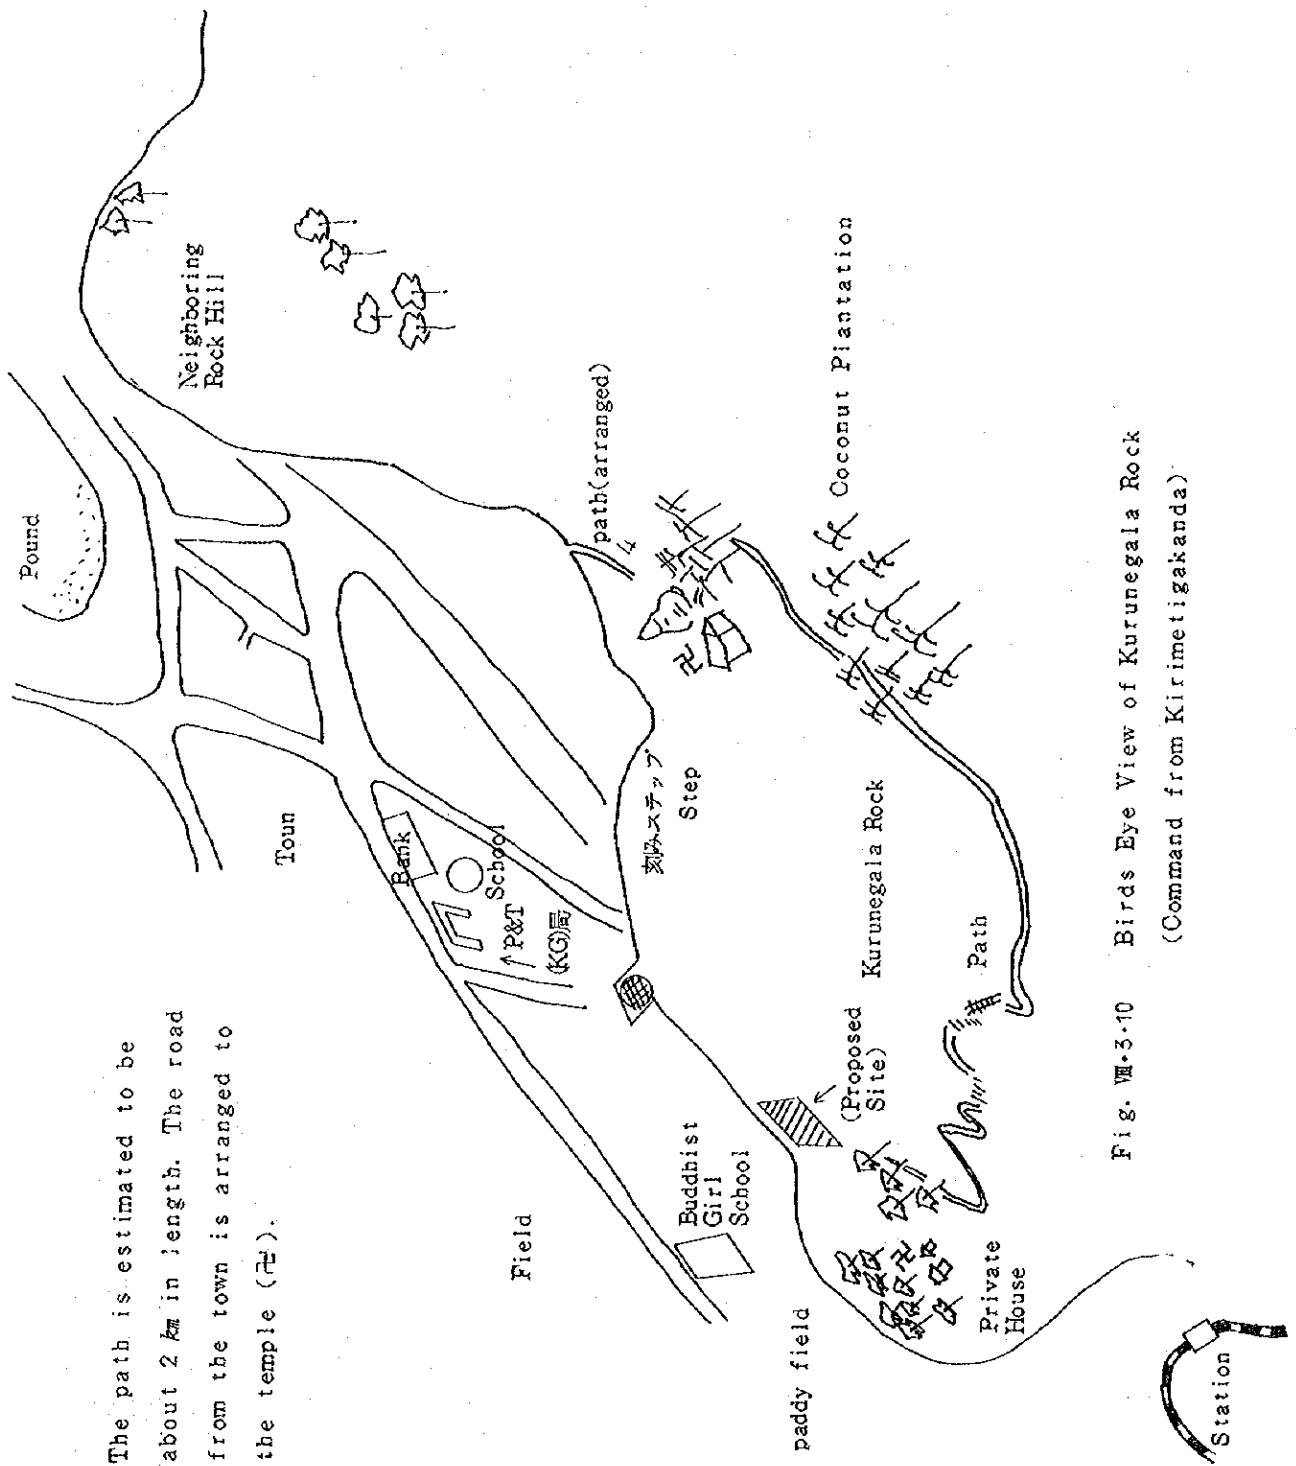 The path is estimated to be
about 2 km in length. The road
from the town is arranged to
the temple (卍).
Pound
Neighboring
Rock Hill
Toun
Bank
School
↑P&T
(KG)局
path(arranged)
卍
Coconut Plantation
刻みステップ
Step
Kurunegala Rock
Field
Buddhist
Girl
School
(Proposed
Site)
Path
卍
Private
House
paddy field
Station
Fig. Ⅷ・3・10 Birds Eye View of Kurunegala Rock
(Command from Kirimetigakanda)